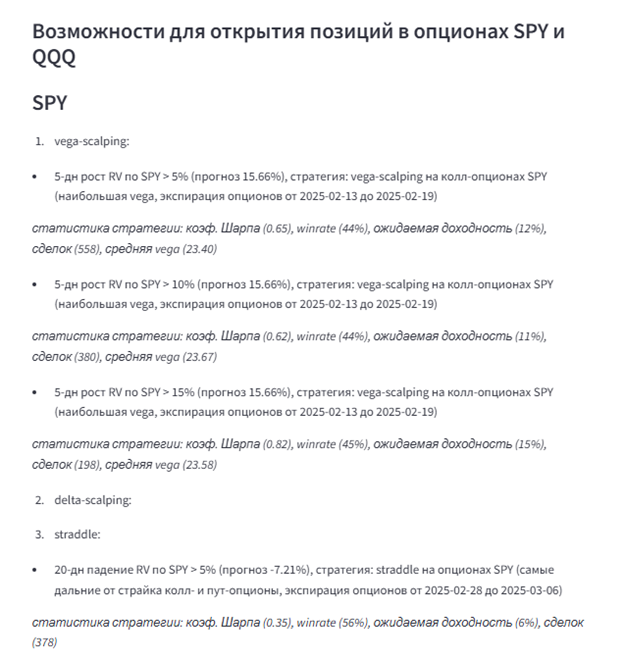 Возможности для открытия позиций в опционах SPY и
QQQ
SPY
1. vega-scalping:
• 5-дн рост RV по SPY > 5% (прогноз 15.66%), стратегия: vega-scalping на колл-опционах SPY
(наибольшая vega, экспирация опционов от 2025-02-13 до 2025-02-19)
статистика стратегии: коэф. Шарпа (0.65), winrate (44%), ожидаемая доходность (12%),
сделок (558), средняя vega (23.40)
• 5-дн рост RV по SPY > 10% (прогноз 15.66%), стратегия: vega-scalping на колл-опционах SPY
(наибольшая vega, экспирация опционов от 2025-02-13 до 2025-02-19)
статистика стратегии: коэф. Шарпа (0.62), winrate (44%), ожидаемая доходность (11%),
сделок (380), средняя vega (23.67)
• 5-дн рост RV по SPY > 15% (прогноз 15.66%), стратегия: vega-scalping на колл-опционах SPY
(наибольшая vega, экспирация опционов от 2025-02-13 до 2025-02-19)
статистика стратегии: коэф. Шарпа (0.82), winrate (45%), ожидаемая доходность (15%),
сделок (198), средняя vega (23.58)
2. delta-scalping:
3. straddle:
• 20-дн падение RV по SPY > 5% (прогноз -7.21%), стратегия: straddle на опционах SPY (самые
дальние от страйка колл- и пут-опционы, экспирация опционов от 2025-02-28 до 2025-03-06)
статистика стратегии: коэф. Шарпа (0.35), winrate (56%), ожидаемая доходность (6%), сделок
(378)